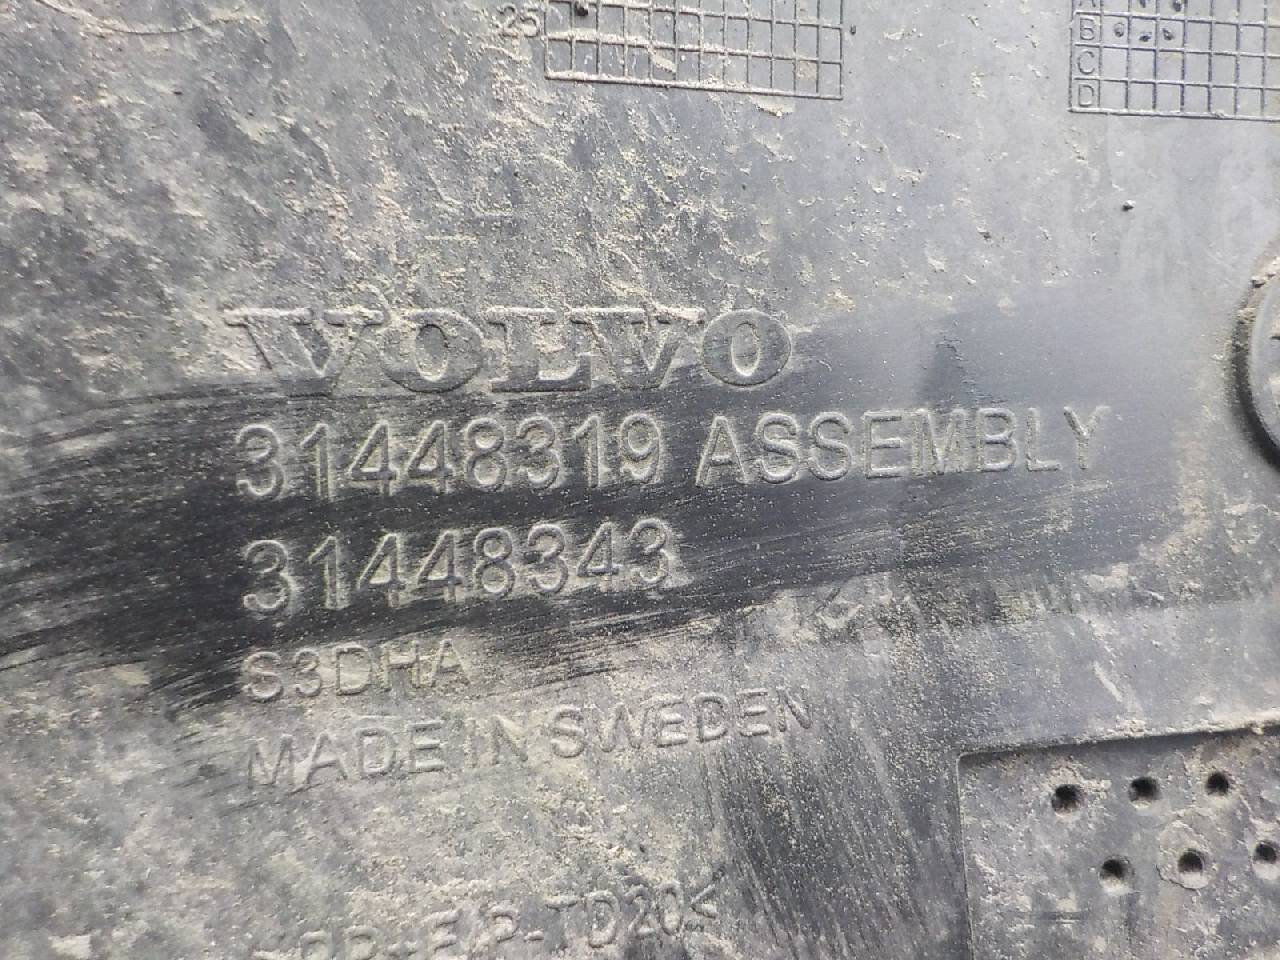 25
B
C
D
VOLVO
31448319 ASSEMBLY
31448343
S3DHA
MADE IN SWEDEN
E/P-TD20<